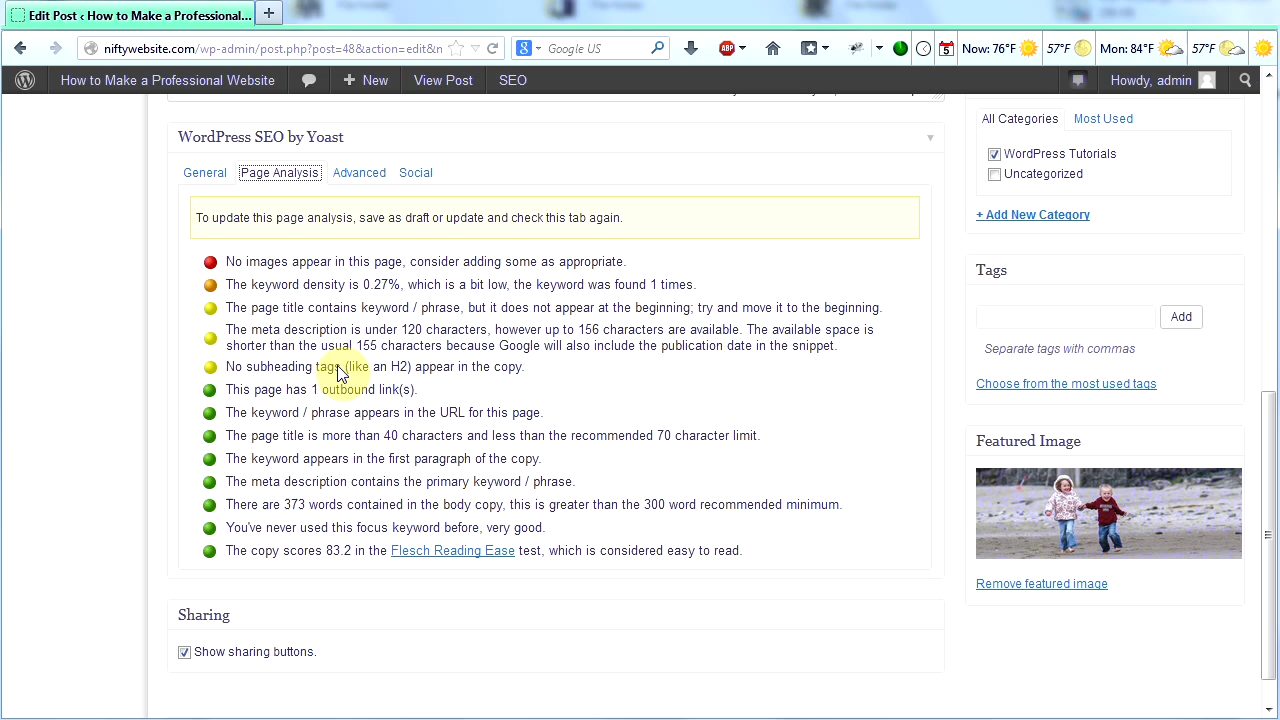 Edit Post ‹ How to Make a Professional...
niftywebsite.com/wp-admin/post.php?post=48&action=edit&n
Google US
ABP
5
Now: 76°F
57°F
Mon: 84°F
57°F
How to Make a Professional Website
New
View Post
SEO
Howdy, admin
WordPress SEO by Yoast
General
Page Analysis
Advanced
Social
To update this page analysis, save as draft or update and check this tab again.
No images appear in this page, consider adding some as appropriate.
The keyword density is 0.27%, which is a bit low, the keyword was found 1 times.
The page title contains keyword / phrase, but it does not appear at the beginning; try and move it to the beginning.
The meta description is under 120 characters, however up to 156 characters are available. The available space is
shorter than the usual 155 characters because Google will also include the publication date in the snippet.
No subheading tags (like an H2) appear in the copy.
This page has 1 outbound link(s).
The keyword / phrase appears in the URL for this page.
The page title is more than 40 characters and less than the recommended 70 character limit.
The keyword appears in the first paragraph of the copy.
The meta description contains the primary keyword / phrase.
There are 373 words contained in the body copy, this is greater than the 300 word recommended minimum.
You've never used this focus keyword before, very good.
The copy scores 83.2 in the Flesch Reading Ease test, which is considered easy to read.
Sharing
Show sharing buttons.
All Categories
Most Used
WordPress Tutorials
Uncategorized
+ Add New Category
Tags
Add
Separate tags with commas
Choose from the most used tags
Featured Image
Remove featured image